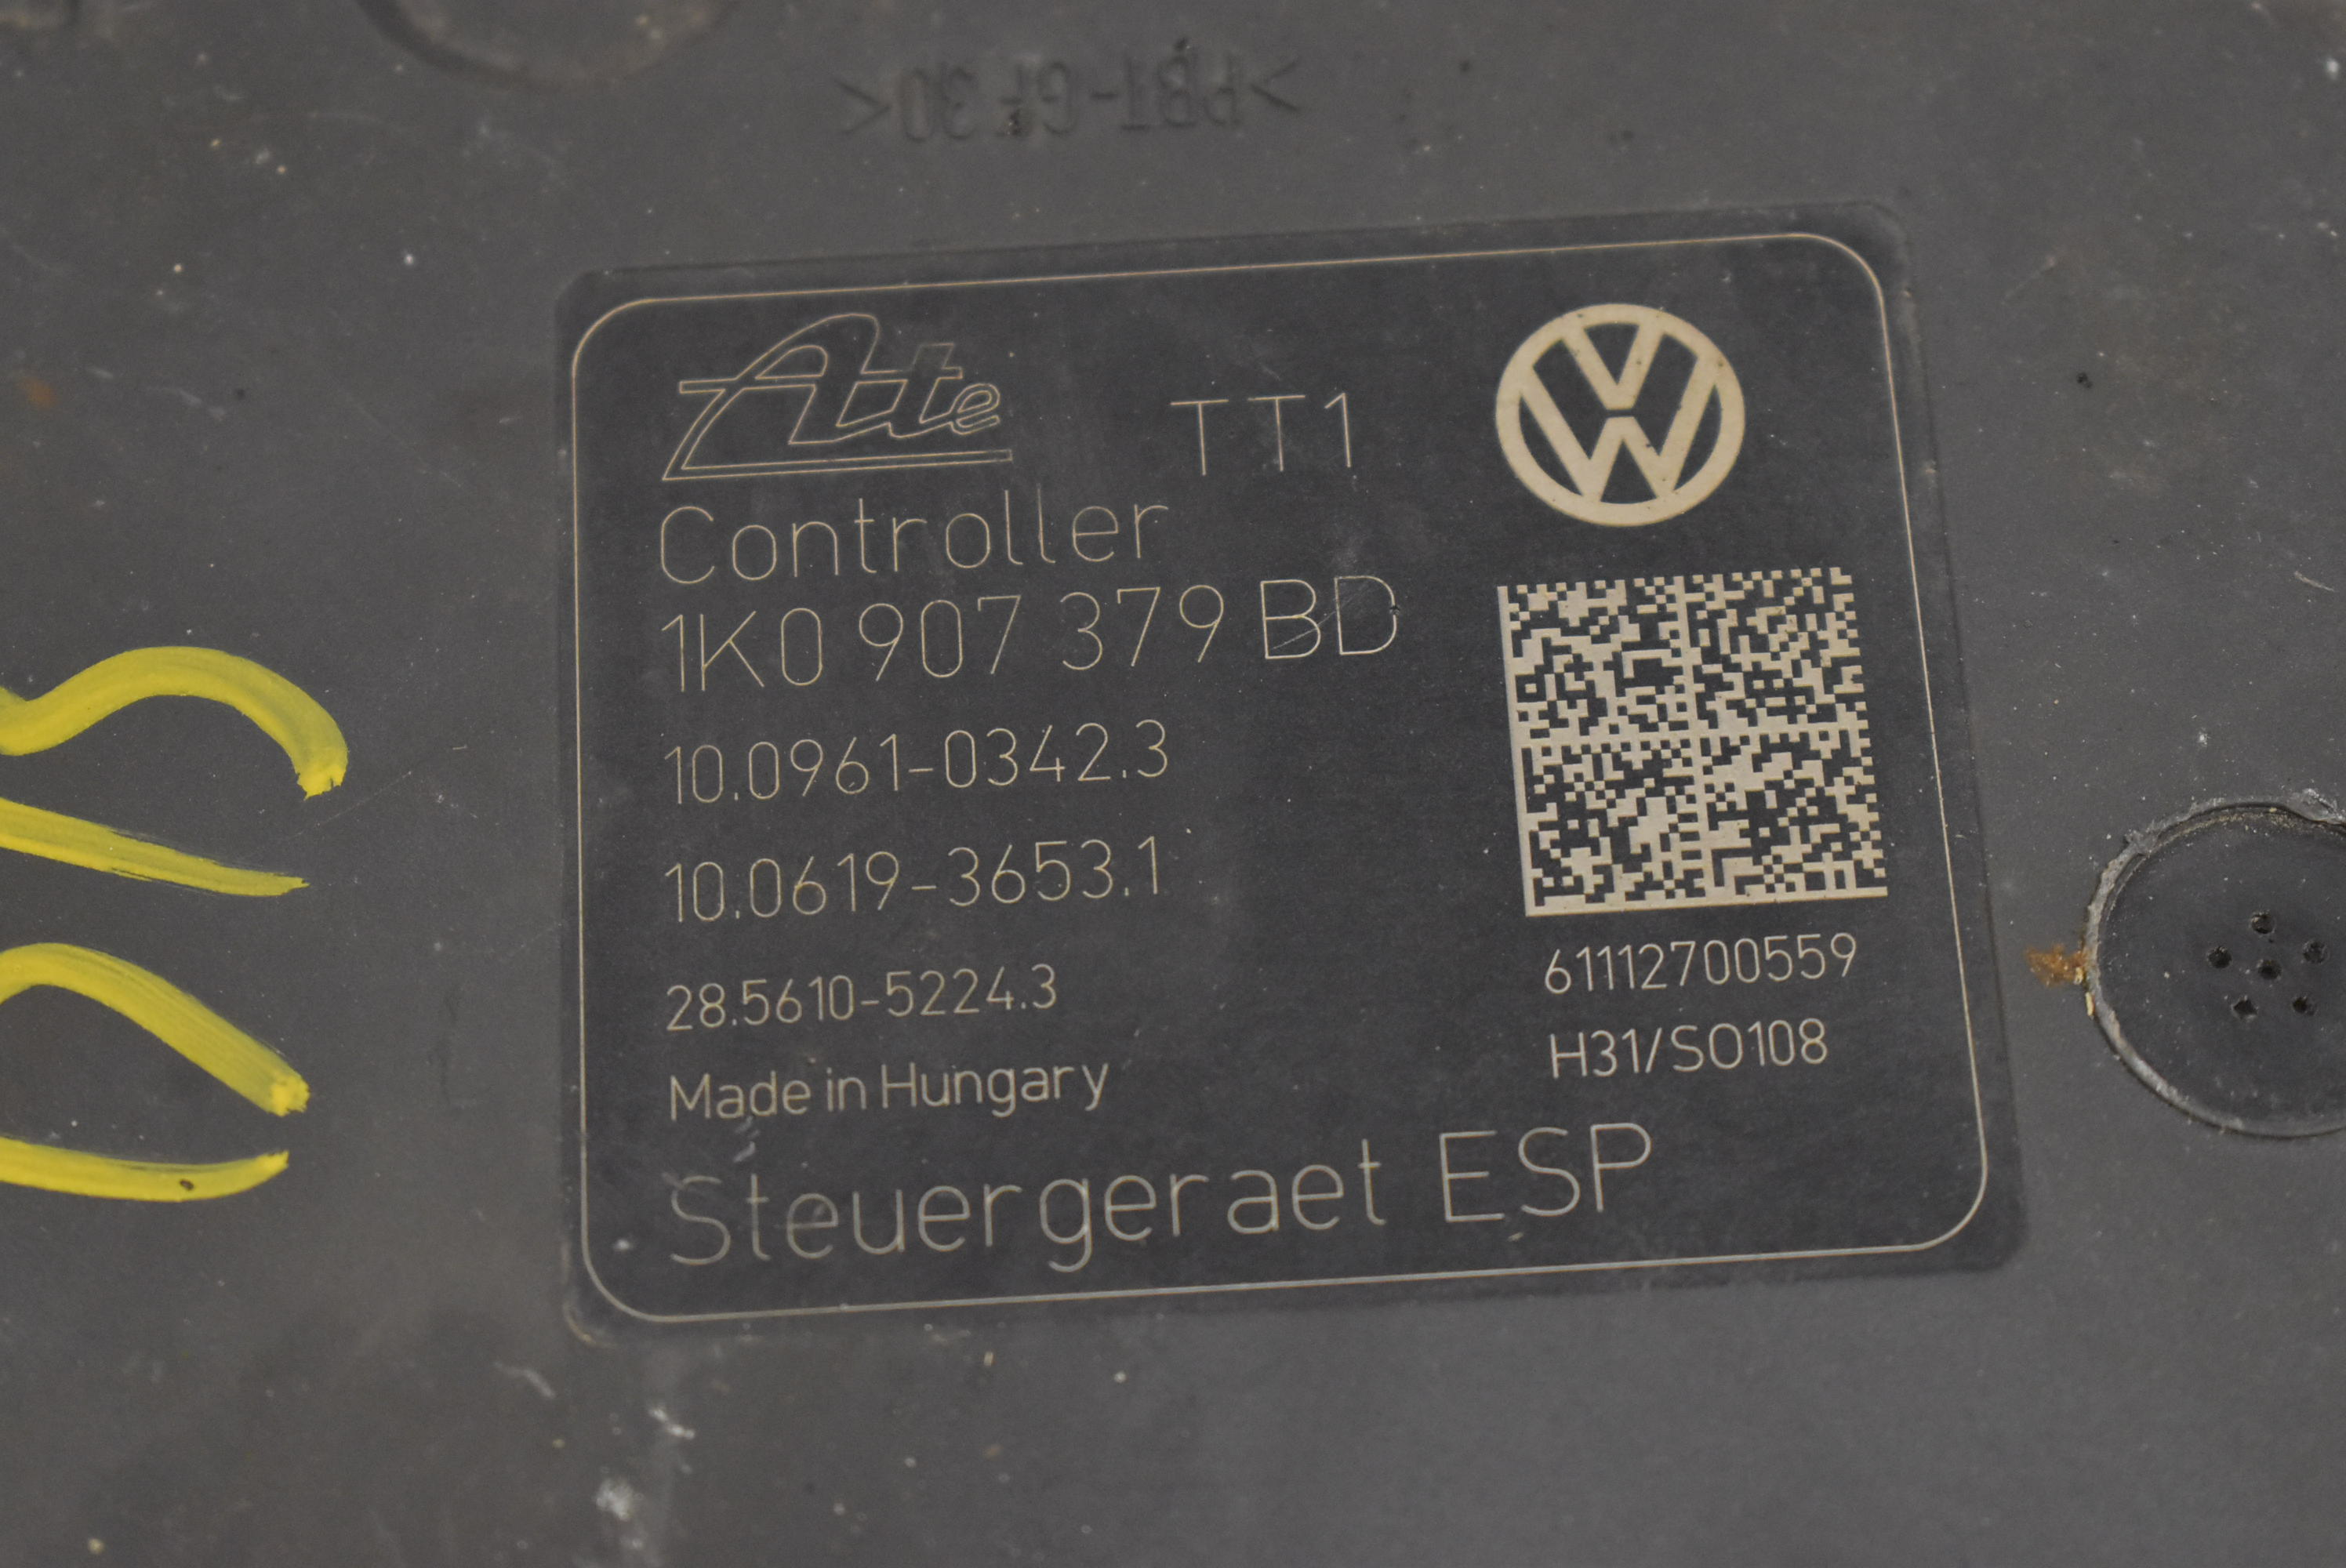 >PBT-GF30<
Ate TT1
Controller
1K0 907 379 BD
10.0961-0342.3
10.0619-3653.1
28.5610-5224.3
Made in Hungary
61112700559
H31/SO108
Steuergeraet ESP